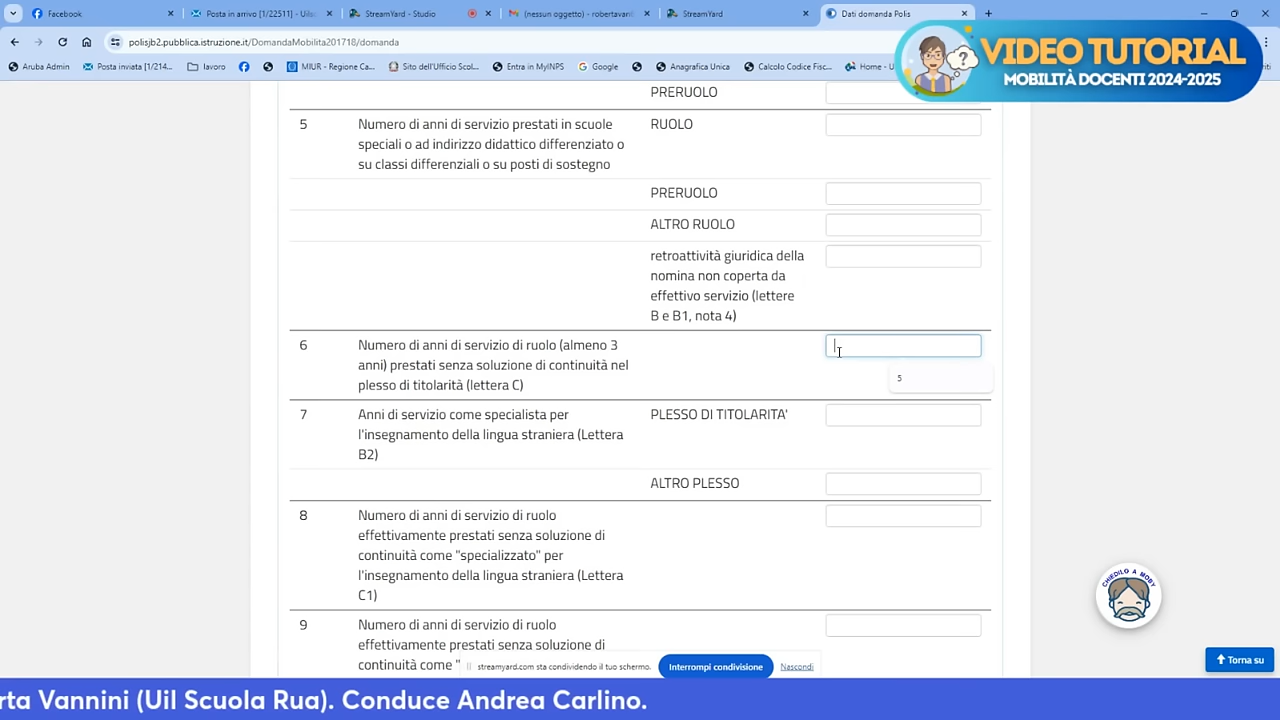 Facebook
Posta in arrivo [1/22511] - Uils
StreamYard - Studio
(nessun oggetto) - robertavan
StreamYard
Dati domanda Polis
polisjb2.pubblica.istruzione.it/DomandaMobilita201718/domanda
Aruba Admin
Posta inviata [1/214...
lavoro
MIUR - Regione Ca...
Sito dell'Ufficio Scol...
Entra in MyINPS
Google
Anagrafica Unica
Calcolo Codice Fisc...
Home - U
VIDEO TUTORIAL
MOBILITÀ DOCENTI 2024-2025
PRERUOLO
5 Numero di anni di servizio prestati in scuole RUOLO
speciali o ad indirizzo didattico differenziato o
su classi differenziali o su posti di sostegno
PRERUOLO
ALTRO RUOLO
retroattività giuridica della
nomina non coperta da
effettivo servizio (lettere
B e B1, nota 4)
6 Numero di anni di servizio di ruolo (almeno 3
anni) prestati senza soluzione di continuità nel
plesso di titolarità (lettera C)
5
7 Anni di servizio come specialista per PLESSO DI TITOLARITA'
l'insegnamento della lingua straniera (Lettera
B2)
ALTRO PLESSO
8 Numero di anni di servizio di ruolo
effettivamente prestati senza soluzione di
continuità come "specializzato" per
l'insegnamento della lingua straniera (Lettera
C1)
9 Numero di anni di servizio di ruolo
effettivamente prestati senza soluzione di
continuità come "
streamyard.com sta condividendo il tuo schermo.
Interrompi condivisione
Nascondi
CHIEDILO A MOBY
Torna su
rta Vannini (Uil Scuola Rua). Conduce Andrea Carlino.